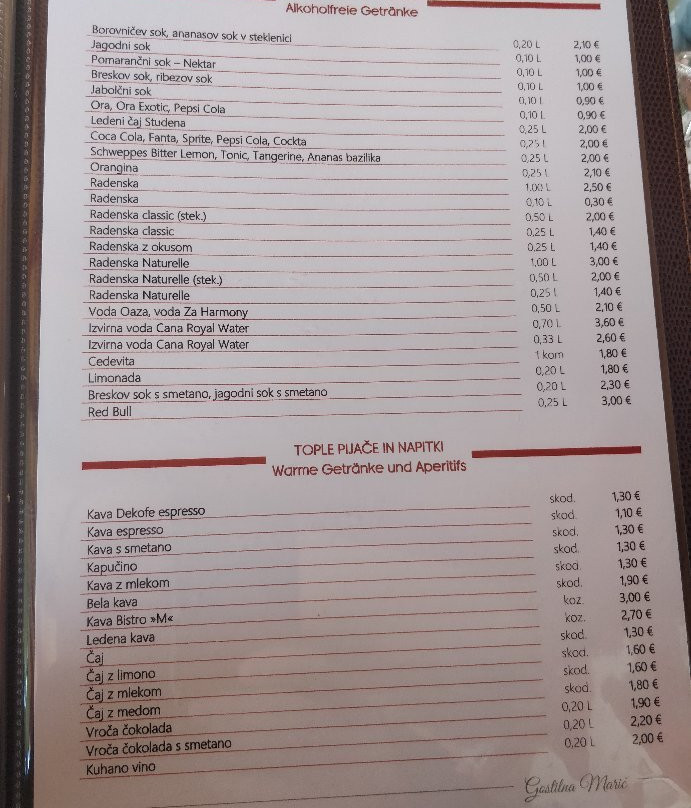 Alkoholfreie Getränke
Borovničev sok, ananasov sok v steklenici 0,20 L 2,10 €
Jagodni sok 0,10 L 1,00 €
Pomarančni sok – Nektar 0,10 L 1,00 €
Breskov sok, ribezov sok 0,10 L 1,00 €
Jabolčni sok 0,10 L 0,90 €
Ora, Ora Exotic, Pepsi Cola 0,10 L 0,90 €
Ledeni čaj Studena 0,25 L 2,00 €
Coca Cola, Fanta, Sprite, Pepsi Cola, Cockta 0,25 L 2,00 €
Schweppes Bitter Lemon, Tonic, Tangerine, Ananas bazilika 0,25 L 2,00 €
Orangina 0,25 L 2,10 €
Radenska 1,00 L 2,50 €
Radenska 0,10 L 0,30 €
Radenska classic (stek.) 0,50 L 2,00 €
Radenska classic 0,25 L 1,40 €
Radenska z okusom 0,25 L 1,40 €
Radenska Naturelle 1,00 L 3,00 €
Radenska Naturelle (stek.) 0,50 L 2,00 €
Radenska Naturelle 0,25 L 1,40 €
Voda Oaza, voda Za Harmony 0,50 L 2,10 €
Izvirna voda Cana Royal Water 0,70 L 3,60 €
Izvirna voda Cana Royal Water 0,33 L 2,60 €
Cedevita 1 kom 1,80 €
Limonada 0,20 L 1,80 €
Breskov sok s smetano, jagodni sok s smetano 0,20 L 2,30 €
Red Bull 0,25 L 3,00 €
TOPLE PIJAČE IN NAPITKI
Warme Getränke und Aperitifs
Kava Dekofe espresso skod. 1,30 €
Kava espresso skod. 1,10 €
Kava s smetano skod. 1,30 €
Kapučino skod. 1,30 €
Kava z mlekom skod. 1,30 €
Bela kava skod. 1,90 €
Kava Bistro »M« koz. 3,00 €
Ledena kava koz. 2,70 €
Čaj skod. 1,30 €
Čaj z limono skod. 1,60 €
Čaj z mlekom skod. 1,60 €
Čaj z medom skod. 1,80 €
Vroča čokolada 0,20 L 1,90 €
Vroča čokolada s smetano 0,20 L 2,20 €
Kuhano vino 0,20 L 2,00 €
Gostilna Marič